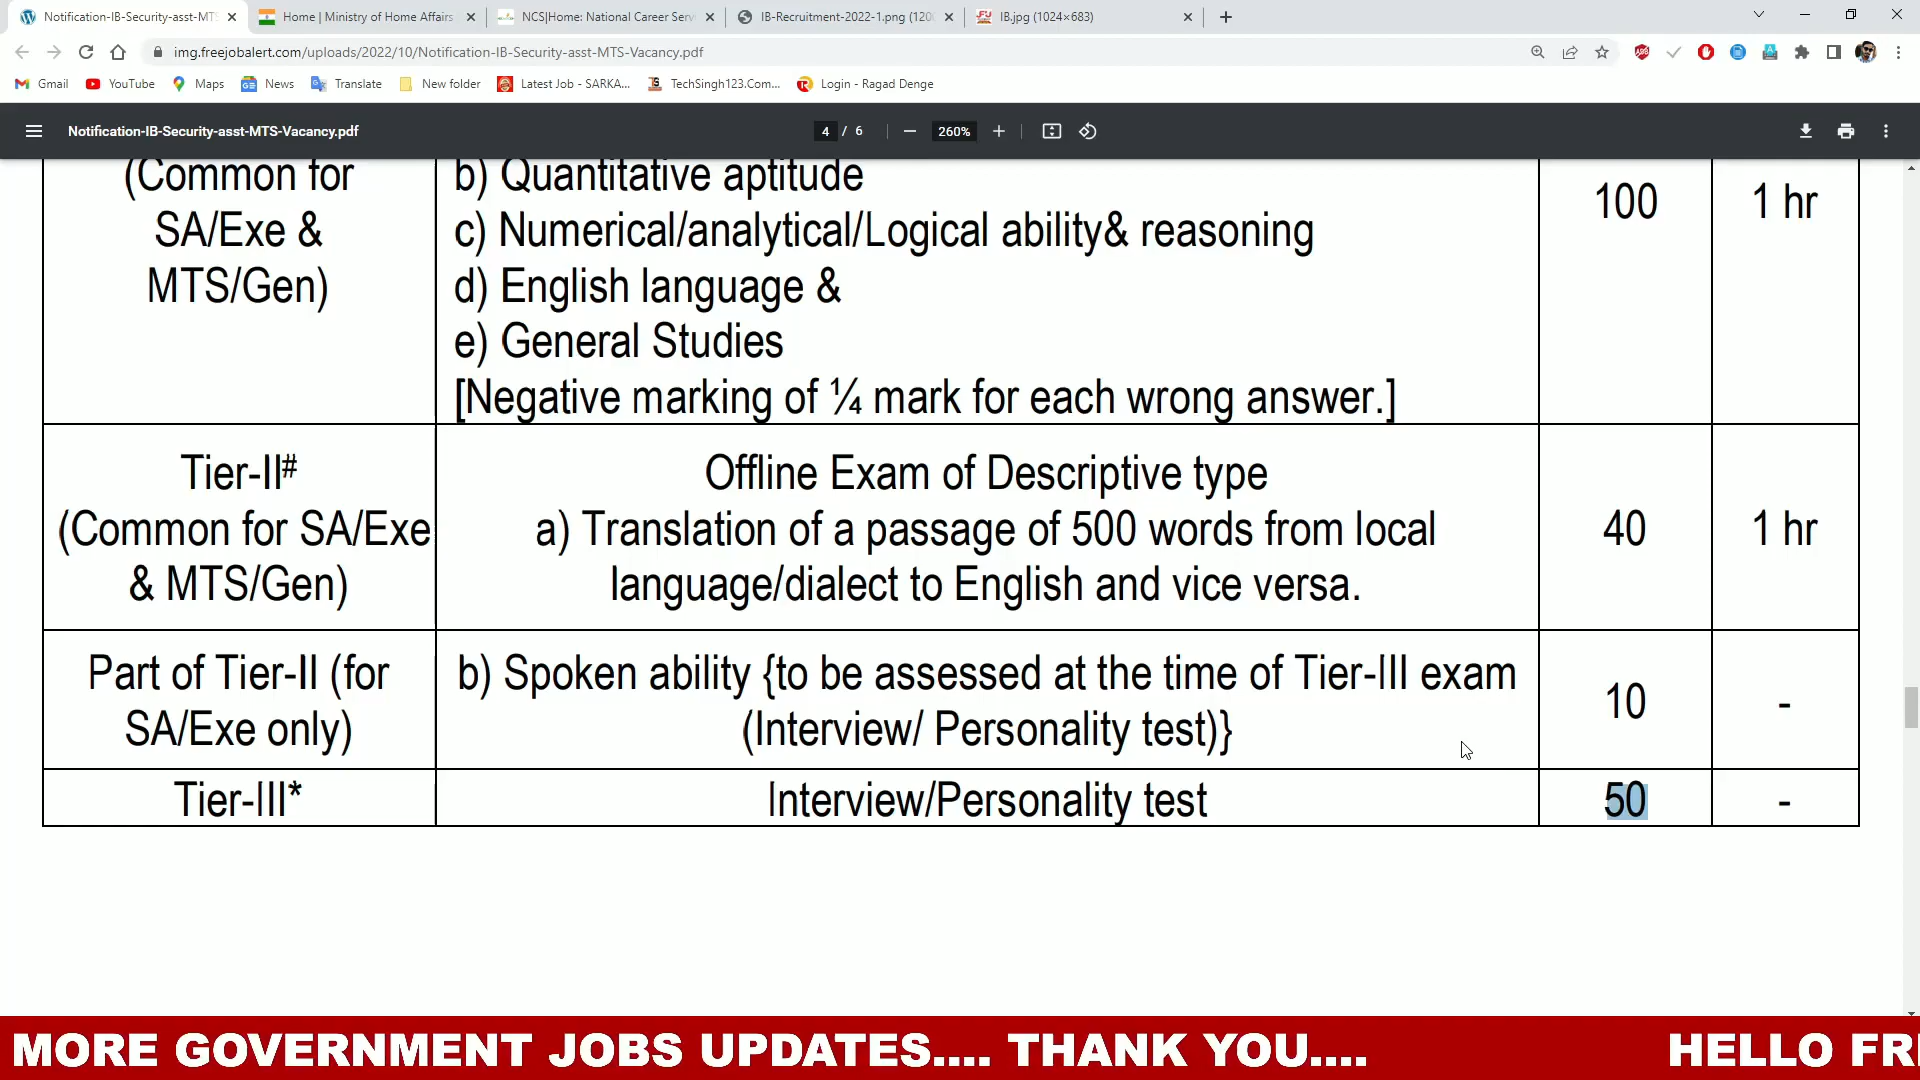 Notification-IB-Security-asst-MTS
Home | Ministry of Home Affairs
NCS|Home: National Career Serv
IB-Recruitment-2022-1.png (120
IB.jpg (1024×683)
img.freejobalert.com/uploads/2022/10/Notification-IB-Security-asst-MTS-Vacancy.pdf
Gmail
YouTube
Maps
News
Translate
New folder
Latest Job - SARKA...
TechSingh123.Com...
Login - Ragad Denge
Notification-IB-Security-asst-MTS-Vacancy.pdf
4 / 6
260%
(Common for
SA/Exe &
MTS/Gen)
b) Quantitative aptitude
c) Numerical/analytical/Logical ability& reasoning
d) English language &
e) General Studies
[Negative marking of ¼ mark for each wrong answer.]
100
1 hr
Tier-II#
(Common for SA/Exe
& MTS/Gen)
Offline Exam of Descriptive type
a) Translation of a passage of 500 words from local
language/dialect to English and vice versa.
40
1 hr
Part of Tier-II (for
SA/Exe only)
b) Spoken ability {to be assessed at the time of Tier-III exam
(Interview/ Personality test)}
10
-
Tier-III*
Interview/Personality test
50
-
MORE GOVERNMENT JOBS UPDATES.... THANK YOU.... HELLO FRI